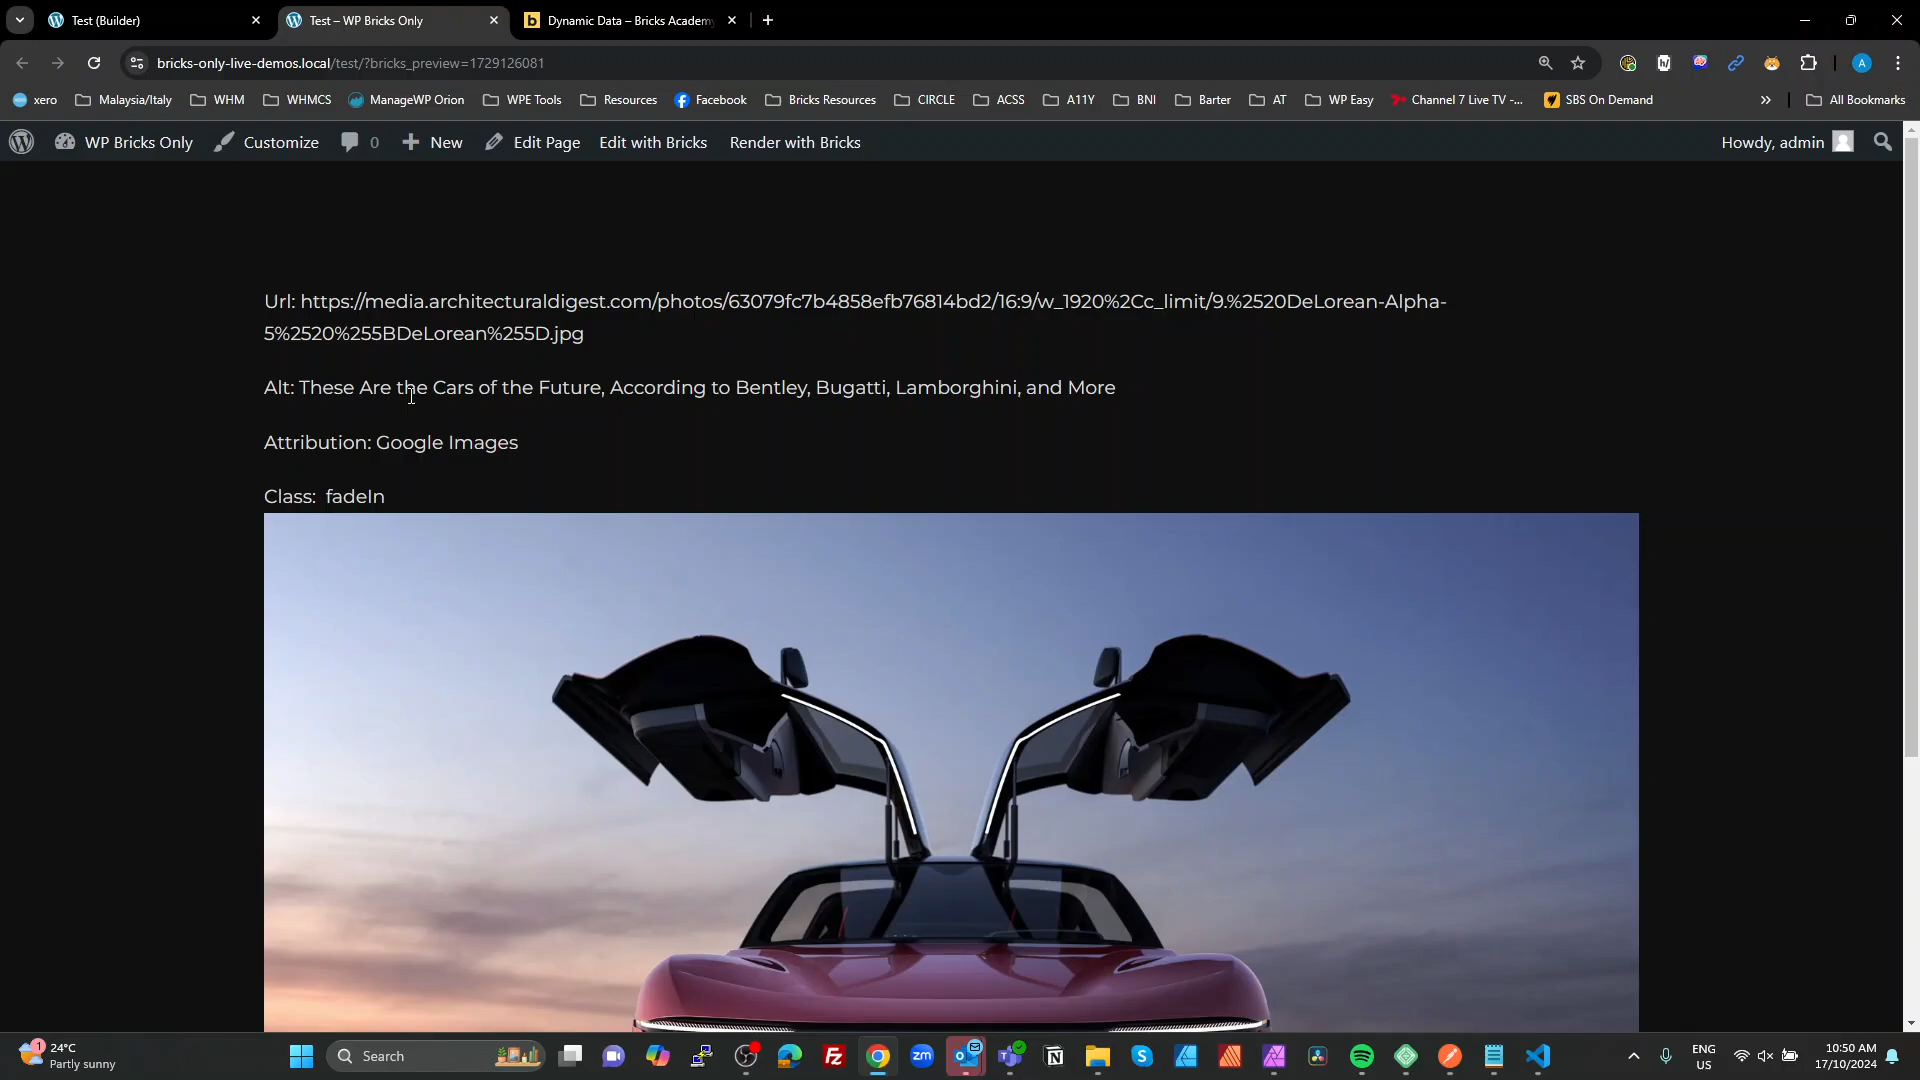 Test (Builder)
Test – WP Bricks Only
Dynamic Data – Bricks Academy
bricks-only-live-demos.local/test/?bricks_preview=1729126081
xero
Malaysia/Italy
WHM
WHMCS
ManageWP Orion
WPE Tools
Resources
Facebook
Bricks Resources
CIRCLE
ACSS
A11Y
BNI
Barter
AT
WP Easy
Channel 7 Live TV -...
SBS On Demand
All Bookmarks
WP Bricks Only
Customize
0
New
Edit Page
Edit with Bricks
Render with Bricks
Howdy, admin
Url: https://media.architecturaldigest.com/photos/63079fc7b4858efb76814bd2/16:9/w_1920%2Cc_limit/9.%2520DeLorean-Alpha-
5%2520%255BDeLorean%255D.jpg
Alt: These Are the Cars of the Future, According to Bentley, Bugatti, Lamborghini, and More
Attribution: Google Images
Class:  fadeIn
1
24°C
Partly sunny
Search
zm
ENG
US
10:50 AM
17/10/2024